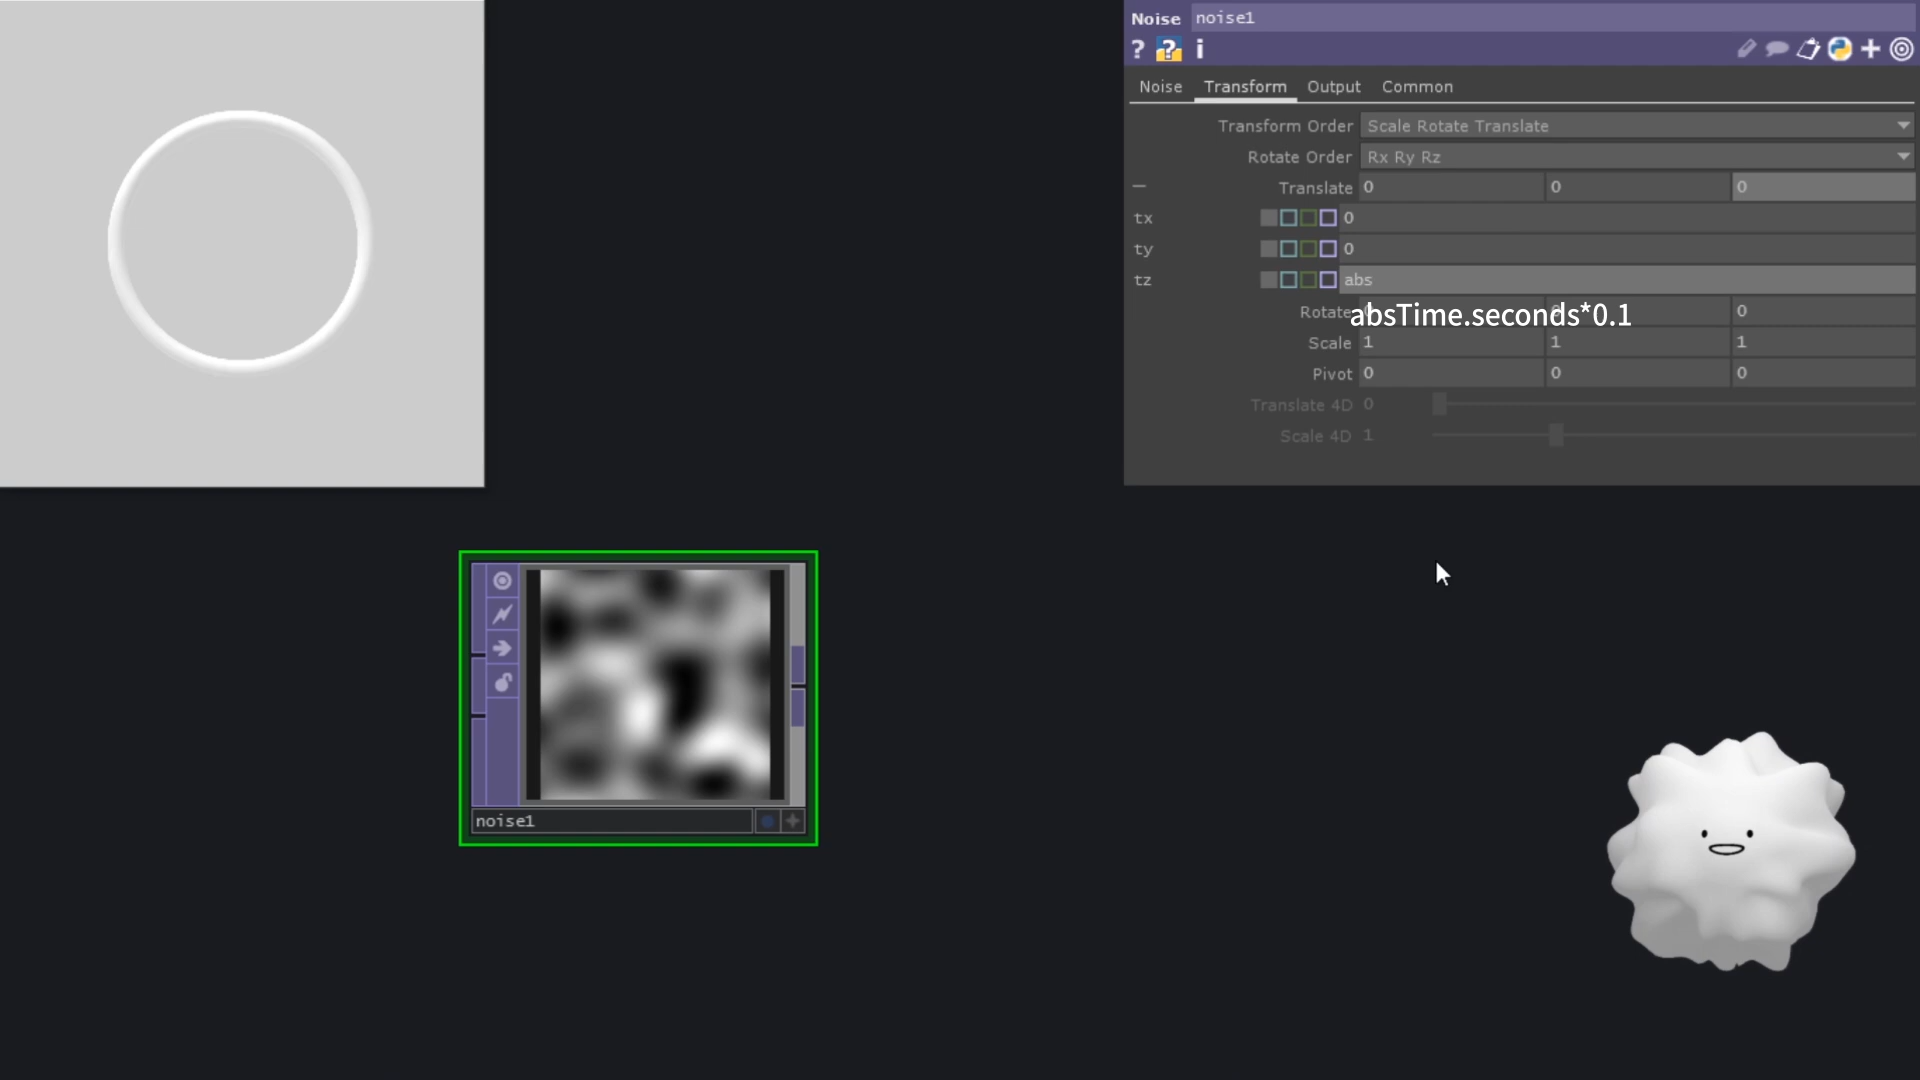 Noise noise1
? ? i
Noise Transform Output Common
Transform Order Scale Rotate Translate
Rotate Order Rx Ry Rz
Translate 0 0 0
tx 0
ty 0
tz abs
absTime.seconds*0.1
Rotate 0
Scale 1 1 1
Pivot 0 0 0
Translate 4D 0
Scale 4D 1
noise1